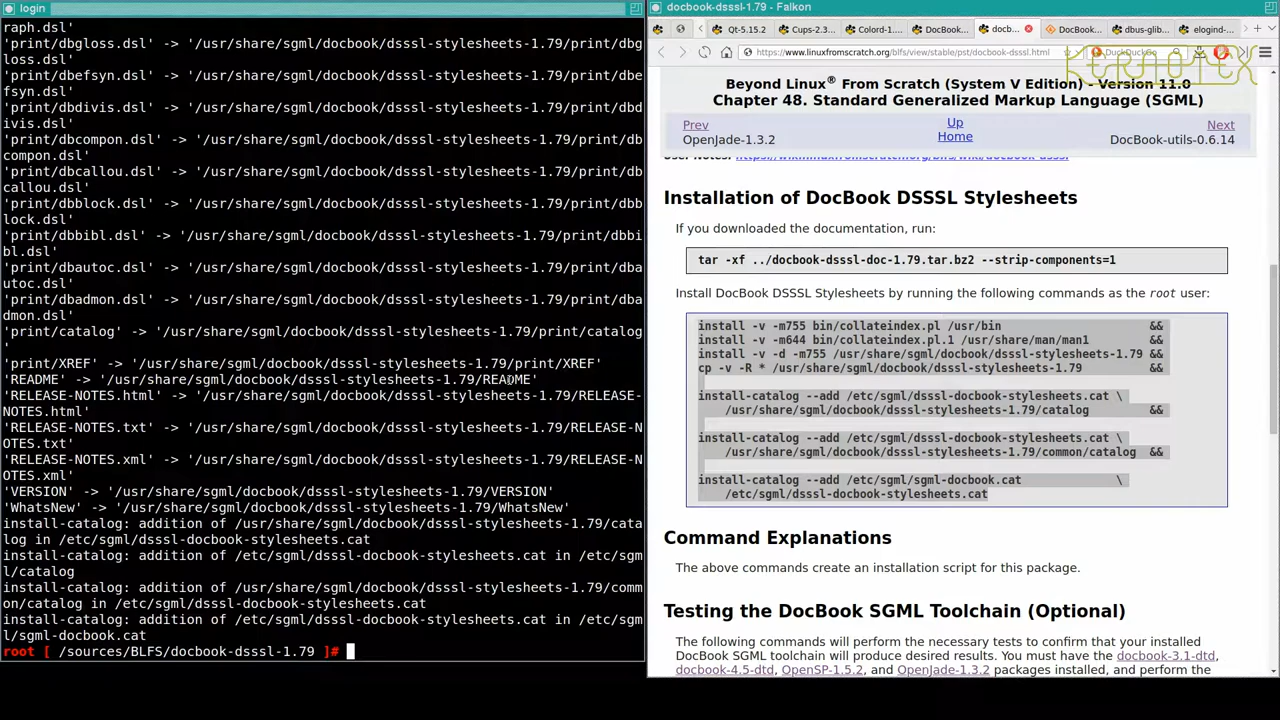 login
raph.dsl'
'print/dbgloss.dsl' -> '/usr/share/sgml/docbook/dsssl-stylesheets-1.79/print/dbg
loss.dsl'
'print/dbefsyn.dsl' -> '/usr/share/sgml/docbook/dsssl-stylesheets-1.79/print/dbe
fsyn.dsl'
'print/dbdivis.dsl' -> '/usr/share/sgml/docbook/dsssl-stylesheets-1.79/print/dbd
ivis.dsl'
'print/dbcompon.dsl' -> '/usr/share/sgml/docbook/dsssl-stylesheets-1.79/print/db
compon.dsl'
'print/dbcallou.dsl' -> '/usr/share/sgml/docbook/dsssl-stylesheets-1.79/print/db
callou.dsl'
'print/dbblock.dsl' -> '/usr/share/sgml/docbook/dsssl-stylesheets-1.79/print/dbb
lock.dsl'
'print/dbbibl.dsl' -> '/usr/share/sgml/docbook/dsssl-stylesheets-1.79/print/dbbi
bl.dsl'
'print/dbautoc.dsl' -> '/usr/share/sgml/docbook/dsssl-stylesheets-1.79/print/dba
utoc.dsl'
'print/dbadmon.dsl' -> '/usr/share/sgml/docbook/dsssl-stylesheets-1.79/print/dba
dmon.dsl'
'print/catalog' -> '/usr/share/sgml/docbook/dsssl-stylesheets-1.79/print/catalog
'
'print/XREF' -> '/usr/share/sgml/docbook/dsssl-stylesheets-1.79/print/XREF'
'README' -> '/usr/share/sgml/docbook/dsssl-stylesheets-1.79/README'
'RELEASE-NOTES.html' -> '/usr/share/sgml/docbook/dsssl-stylesheets-1.79/RELEASE-
NOTES.html'
'RELEASE-NOTES.txt' -> '/usr/share/sgml/docbook/dsssl-stylesheets-1.79/RELEASE-N
OTES.txt'
'RELEASE-NOTES.xml' -> '/usr/share/sgml/docbook/dsssl-stylesheets-1.79/RELEASE-N
OTES.xml'
'VERSION' -> '/usr/share/sgml/docbook/dsssl-stylesheets-1.79/VERSION'
'WhatsNew' -> '/usr/share/sgml/docbook/dsssl-stylesheets-1.79/WhatsNew'
install-catalog: addition of /usr/share/sgml/docbook/dsssl-stylesheets-1.79/cata
log in /etc/sgml/dsssl-docbook-stylesheets.cat
install-catalog: addition of /etc/sgml/dsssl-docbook-stylesheets.cat in /etc/sgm
l/catalog
install-catalog: addition of /usr/share/sgml/docbook/dsssl-stylesheets-1.79/comm
on/catalog in /etc/sgml/dsssl-docbook-stylesheets.cat
install-catalog: addition of /etc/sgml/dsssl-docbook-stylesheets.cat in /etc/sgm
l/sgml-docbook.cat
root [ /sources/BLFS/docbook-dsssl-1.79 ]#
docbook-dsssl-1.79 - Falkon
Qt-5.15.2 Cups-2.3... Colord-1... DocBook... docb... DocBook... dbus-glib... elogind-...
https://www.linuxfromscratch.org/blfs/view/stable/pst/docbook-dsssl.html DuckDuckGo
KERNOTEX
Beyond Linux® From Scratch (System V Edition) - Version 11.0
Chapter 48. Standard Generalized Markup Language (SGML)
Prev Up Next
OpenJade-1.3.2 Home DocBook-utils-0.6.14
User Notes: https://wiki.linuxfromscratch.org/blfs/wiki/docbook-dsssl
Installation of DocBook DSSSL Stylesheets
If you downloaded the documentation, run:
tar -xf ../docbook-dsssl-doc-1.79.tar.bz2 --strip-components=1
Install DocBook DSSSL Stylesheets by running the following commands as the root user:
install -v -m755 bin/collateindex.pl /usr/bin &&
install -v -m644 bin/collateindex.pl.1 /usr/share/man/man1 &&
install -v -d -m755 /usr/share/sgml/docbook/dsssl-stylesheets-1.79 &&
cp -v -R * /usr/share/sgml/docbook/dsssl-stylesheets-1.79 &&
install-catalog --add /etc/sgml/dsssl-docbook-stylesheets.cat \
/usr/share/sgml/docbook/dsssl-stylesheets-1.79/catalog &&
install-catalog --add /etc/sgml/dsssl-docbook-stylesheets.cat \
/usr/share/sgml/docbook/dsssl-stylesheets-1.79/common/catalog &&
install-catalog --add /etc/sgml/sgml-docbook.cat \
/etc/sgml/dsssl-docbook-stylesheets.cat
Command Explanations
The above commands create an installation script for this package.
Testing the DocBook SGML Toolchain (Optional)
The following commands will perform the necessary tests to confirm that your installed
DocBook SGML toolchain will produce desired results. You must have the docbook-3.1-dtd,
docbook-4.5-dtd, OpenSP-1.5.2, and OpenJade-1.3.2 packages installed, and perform the